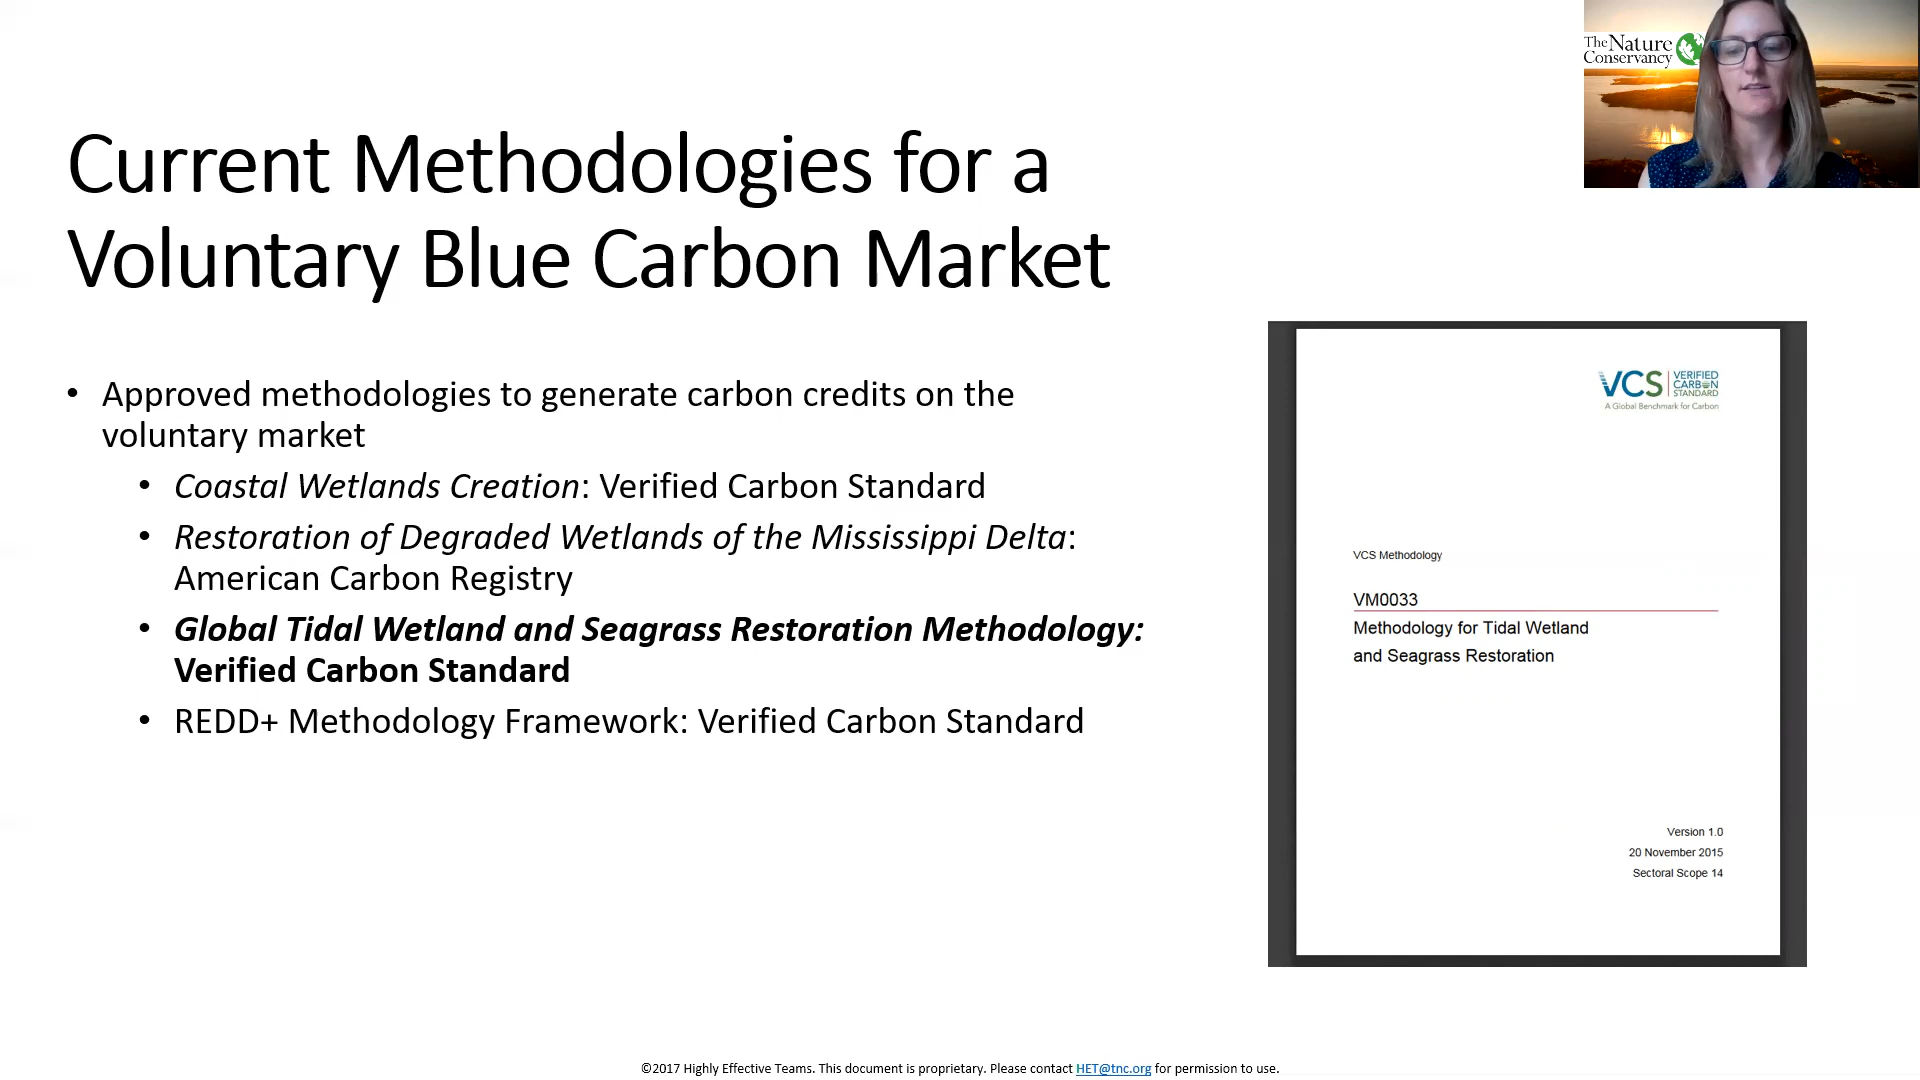 The Nature
Conservancy
Current Methodologies for a
Voluntary Blue Carbon Market
• Approved methodologies to generate carbon credits on the
voluntary market
• Coastal Wetlands Creation: Verified Carbon Standard
• Restoration of Degraded Wetlands of the Mississippi Delta:
American Carbon Registry
• Global Tidal Wetland and Seagrass Restoration Methodology:
Verified Carbon Standard
• REDD+ Methodology Framework: Verified Carbon Standard
VCS VERIFIED
CARBON
STANDARD
A Global Benchmark for Carbon
VCS Methodology
VM0033
Methodology for Tidal Wetland
and Seagrass Restoration
Version 1.0
20 November 2015
Sectoral Scope 14
©2017 Highly Effective Teams. This document is proprietary. Please contact HET@tnc.org for permission to use.